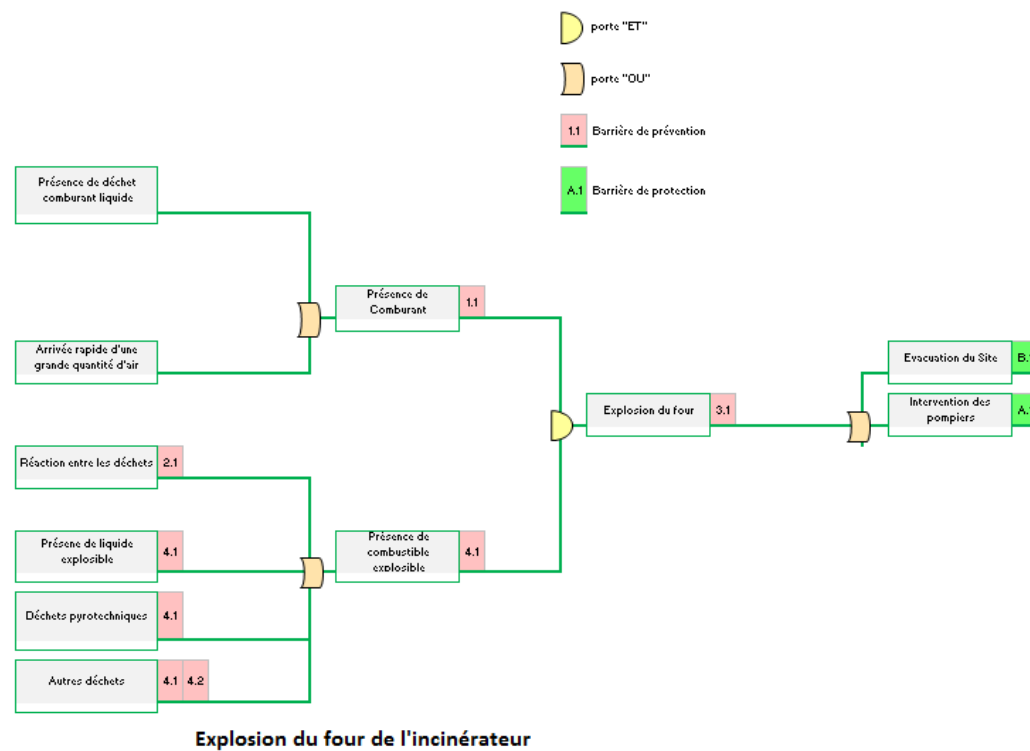 porte "ET"
porte "OU"
1.1 Barrière de prévention
A.1 Barrière de protection
Présence de déchet
comburant liquide
Présence de
Comburant
1.1
Arrivée rapide d'une
grande quantité d'air
Evacuation du Site
B.
Explosion du four
3.1
Intervention des
pompiers
A.
Réaction entre les déchets
2.1
Présene de liquide
explosible
4.1
Présence de
combustible
explosible
4.1
Déchets pyrotechniques
4.1
Autres déchets
4.1 4.2
Explosion du four de l'incinérateur